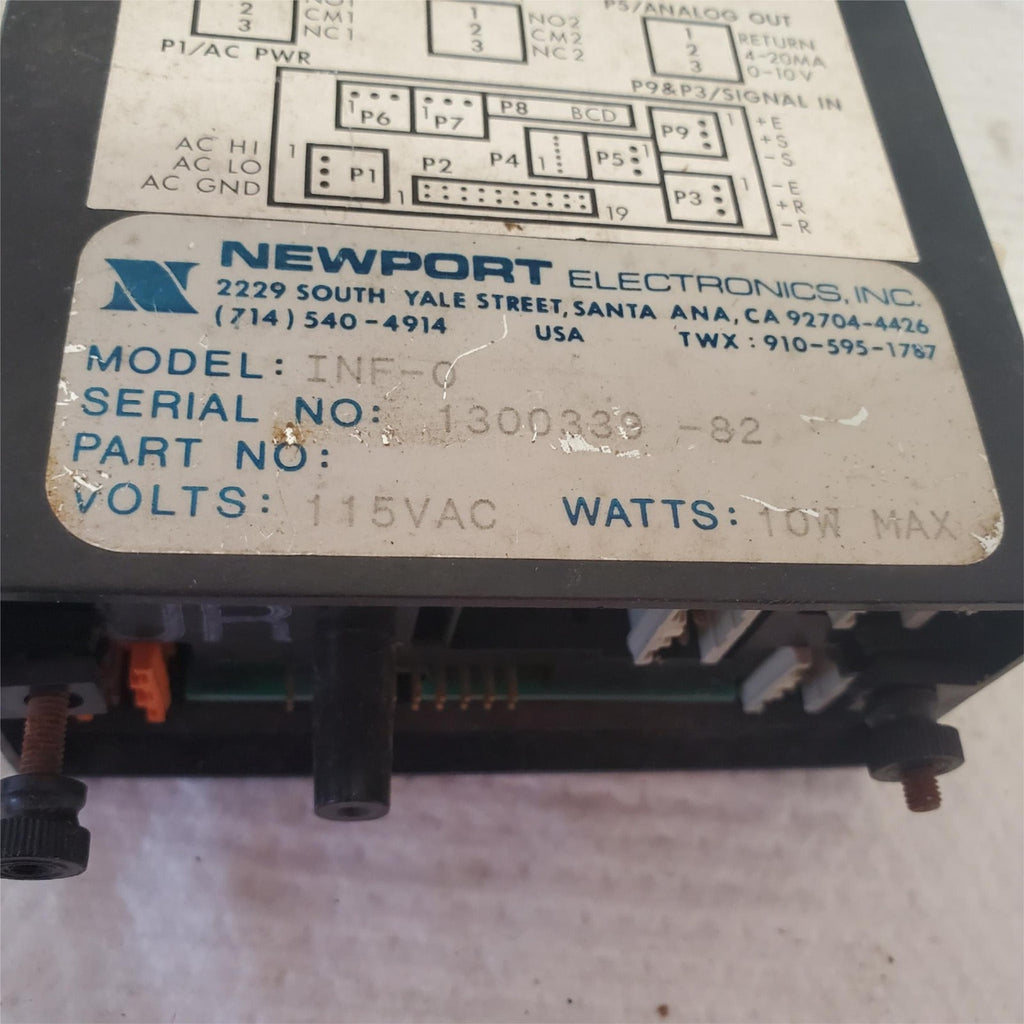 1
2
3
NO1
CM1
NC1
1
2
3
NO2
CM2
NC2
P5/ANALOG OUT
1
2
3
RETURN
4-20MA
0-10V
P1/AC PWR
P9&P3/SIGNAL IN
1 P6
1 P7
P8 BCD
P9 1
+E
+S
-S
AC HI
AC LO
AC GND
1
P1
P2
P4 1
P5 1
1 19
P3 1
-E
+R
-R
N NEWPORT ELECTRONICS, INC.
2229 SOUTH YALE STREET, SANTA ANA, CA 92704-4426
(714) 540-4914 USA TWX: 910-595-1787
MODEL: INF-0
SERIAL NO: 1300339 -82
PART NO:
VOLTS: 115VAC WATTS: 10W MAX